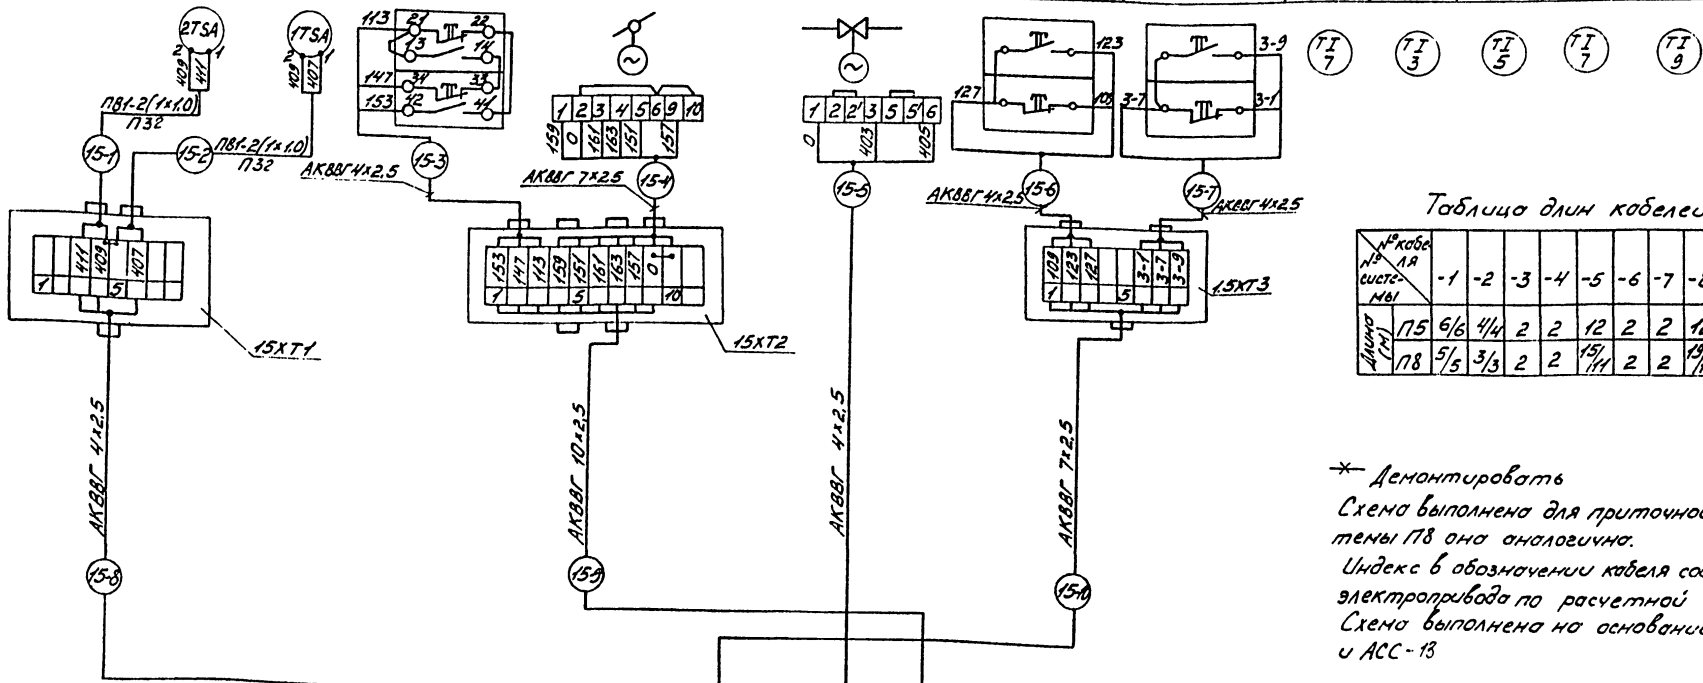 2TSA
2 1
409 411
1TSA
2 1
409 407
ПВ1-2(1х1.0)
П32
ПВ1-2(1х1.0)
П32
15-1
15-2
113 21 22
13 14
147 34 33
153 42 41
15-3
АКВВГ 4х2,5
~
1 2 3 4 5 6 9 10
159 0 161 163 151 157
АКВВГ 7х2,5
15-4
~
1 2 2' 3 5 5' 6
0 403 405
15-5
123
127 109
АКВВГ 4х2,5
15-6
3-9
3-7 3-1
15-7
АКВВГ 4х2,5
TI 7
TI 3
TI 5
TI 7
TI 9
411 409 407
1 5
15ХТ1
153 147 113 159 151 161 163 157 0
1 5 10
15ХТ2
109 123 127 3-1 3-7 3-9
1 5
15ХТ3
Таблица длин кабелей
№ кабеля
№ системы
-1 -2 -3 -4 -5 -6 -7
Длина (м)
П5 6/6 4/4 2 2 12 2 2
П8 5/5 3/3 2 2 15/11 2 2
АКВВГ 4х2,5
АКВВГ 10х2,5
АКВВГ 4х2,5
АКВВГ 7х2,5
15-8
15-9
15-10
Демонтировать
Схема выполнена для приточно
темы П8 она аналогична.
Индекс в обозначении кабеля соо
электропривода по расчетной
Схема выполнена на основании
и АСС-13